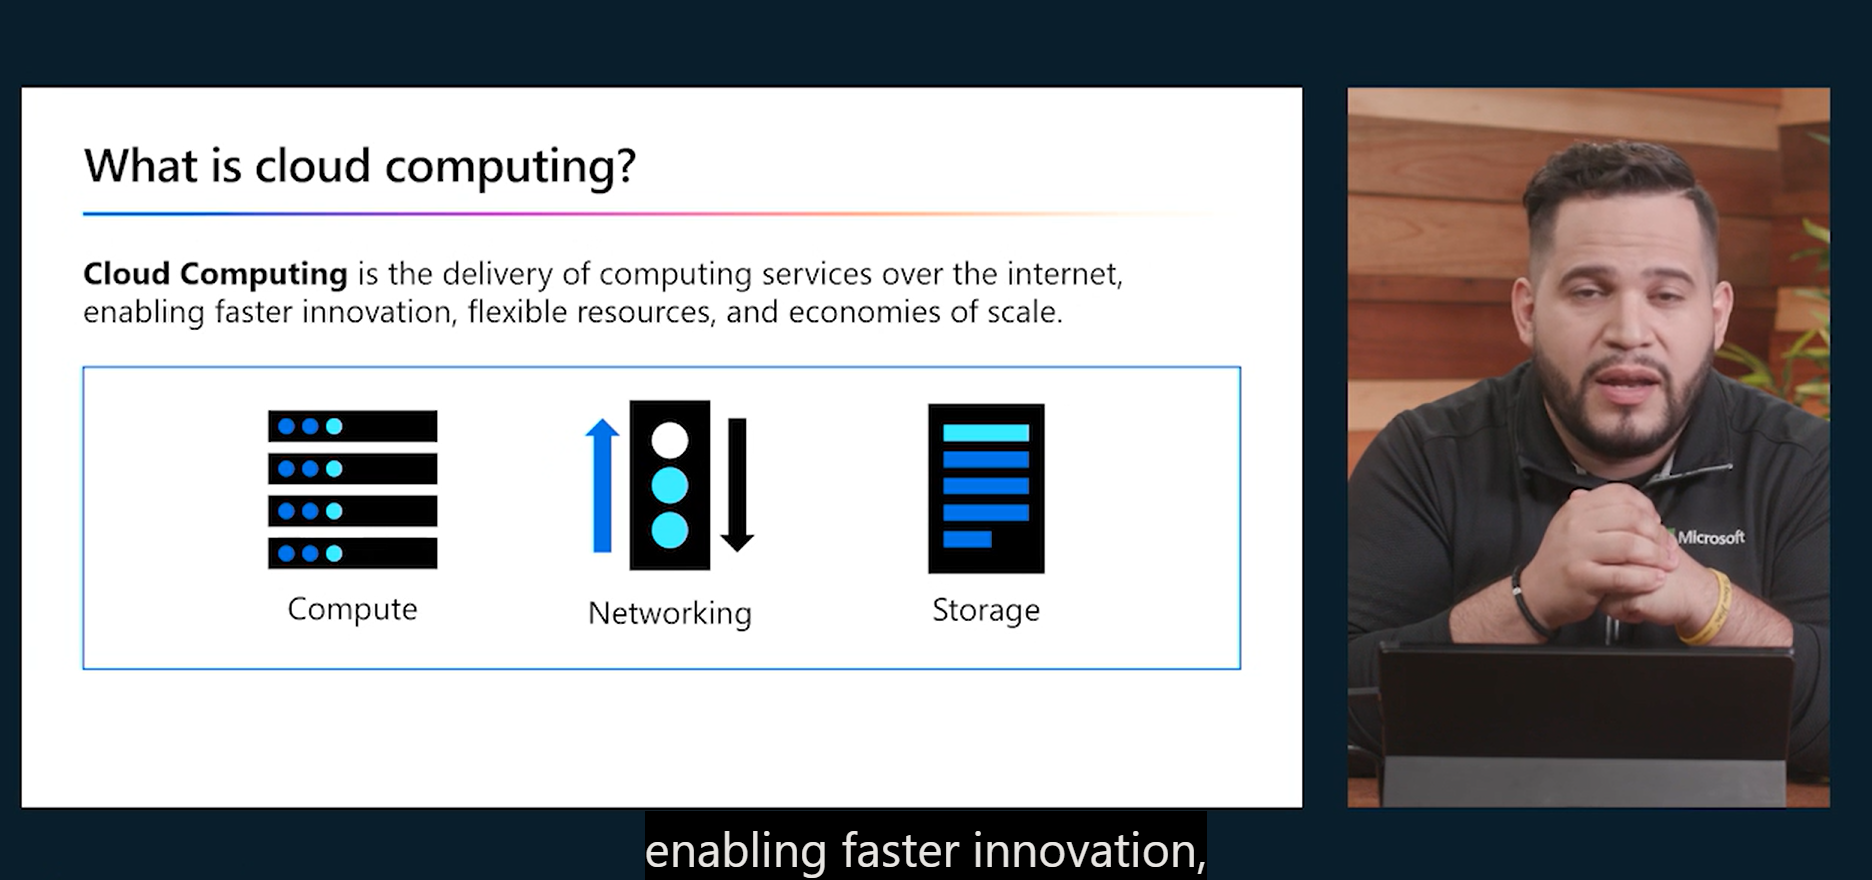 What is cloud computing?
Cloud Computing is the delivery of computing services over the internet,
enabling faster innovation, flexible resources, and economies of scale.
Compute
Networking
Storage
Microsoft
enabling faster innovation,